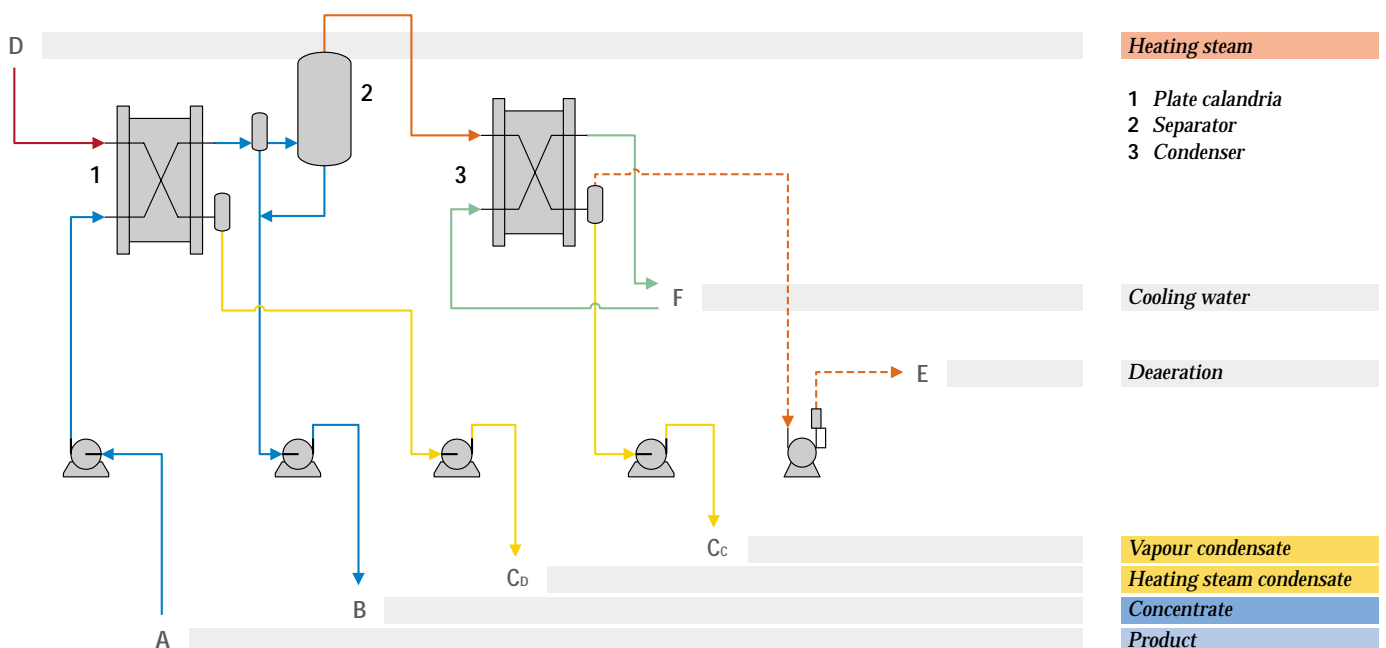 D Heating steam
1 Plate calandria
2 Separator
3 Condenser
2
1
3
F Cooling water
E Deaeration
Cc Vapour condensate
CD Heating steam condensate
B Concentrate
A Product